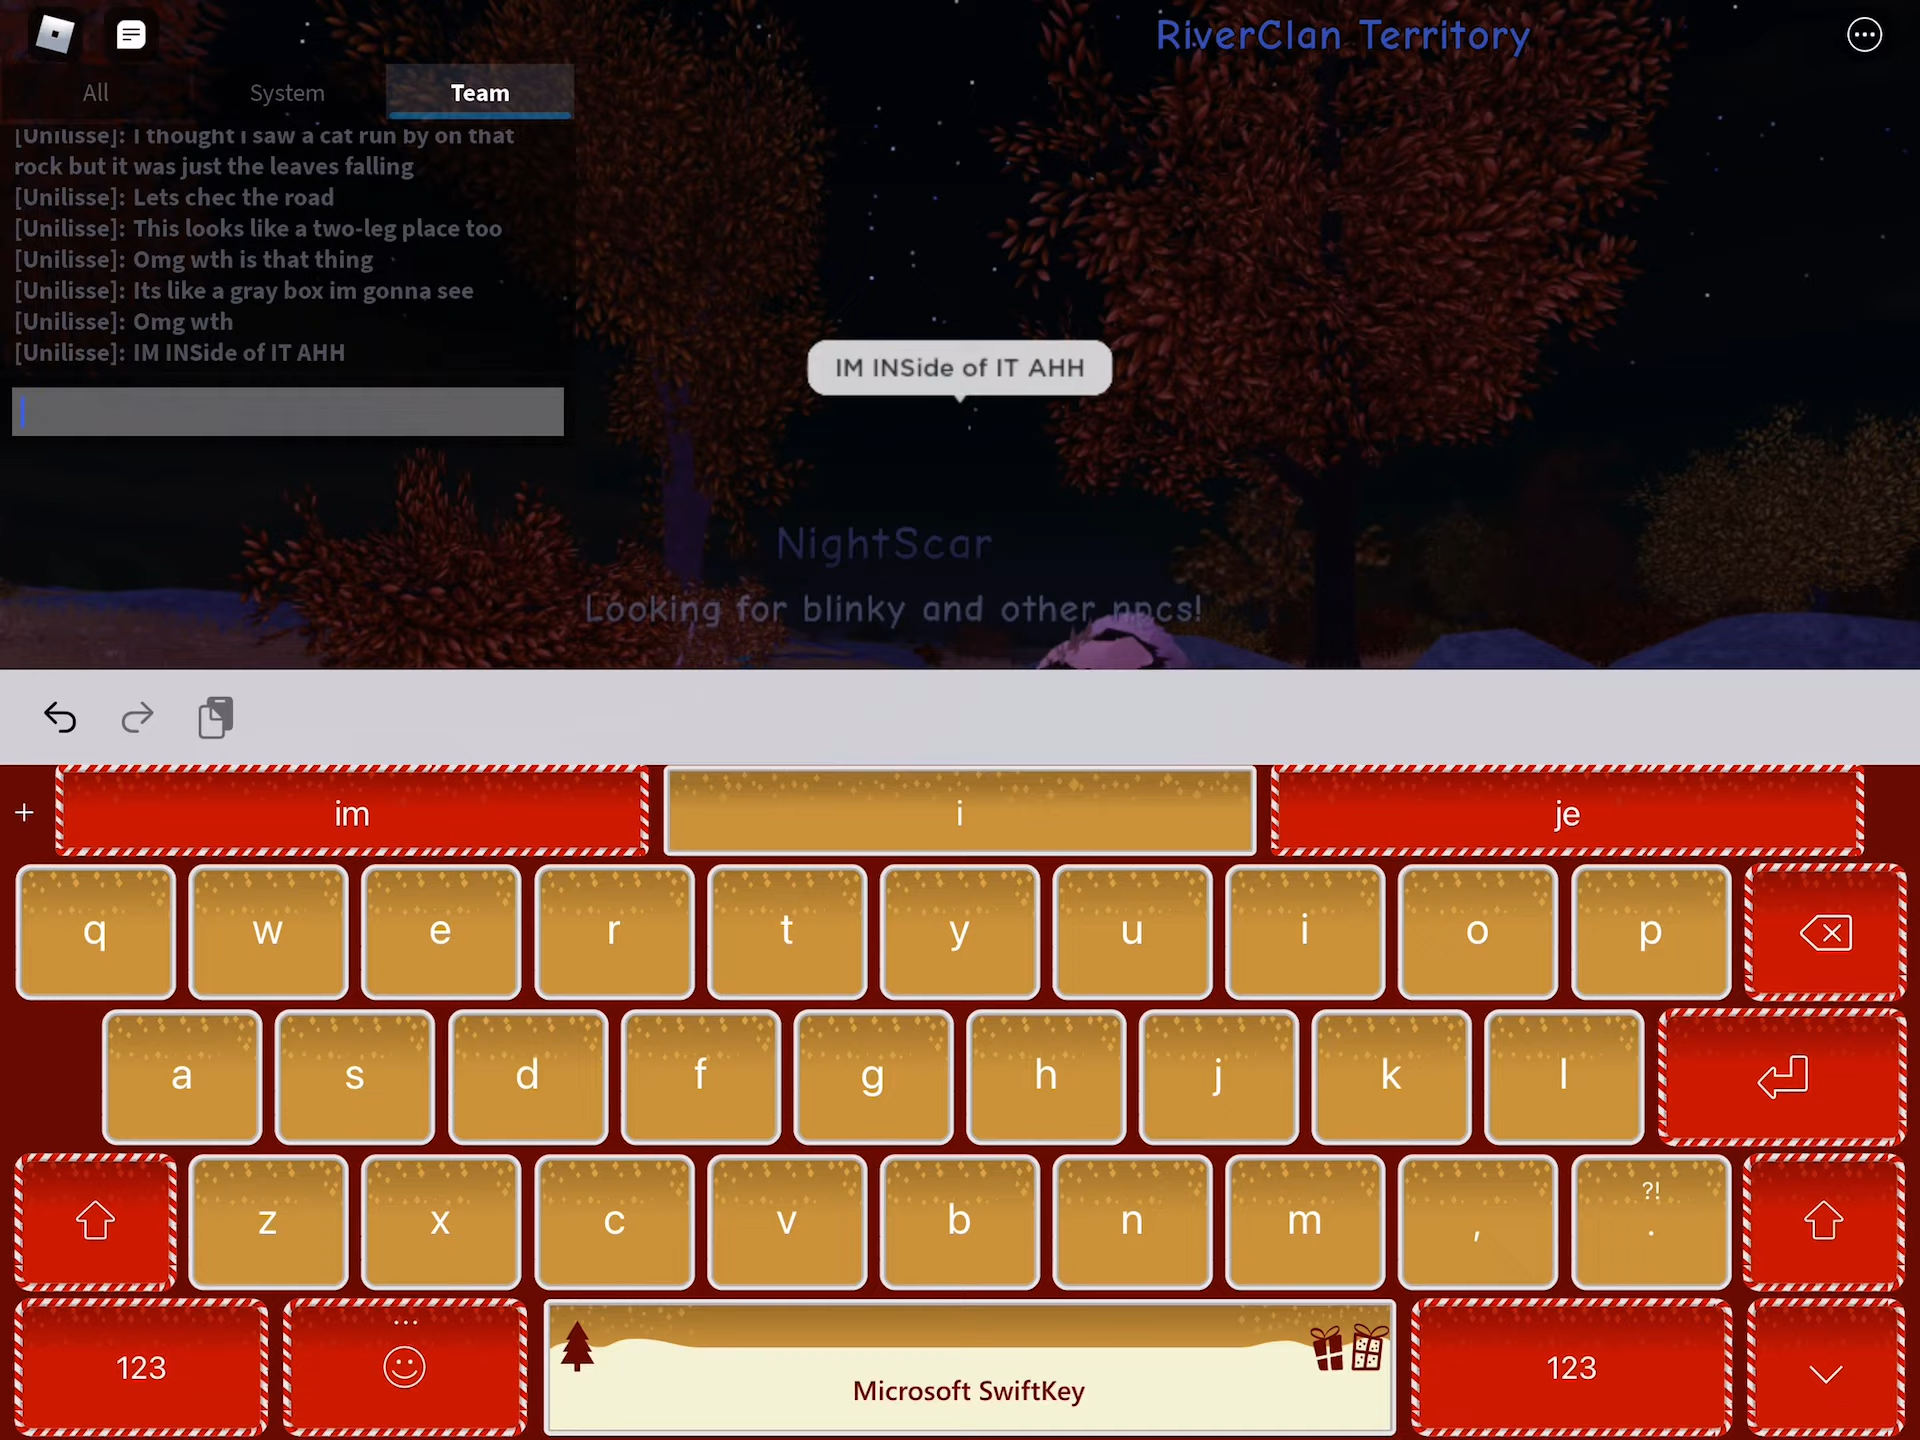 RiverClan Territory
All
System
Team
[Unilisse]: I thought i saw a cat run by on that
rock but it was just the leaves falling
[Unilisse]: Lets chec the road
[Unilisse]: This looks like a two-leg place too
[Unilisse]: Omg wth is that thing
[Unilisse]: Its like a gray box im gonna see
[Unilisse]: Omg wth
[Unilisse]: IM INSide of IT AHH
IM INSide of IT AHH
NightScar
Looking for blinky and other npcs!
+
im
i
je
q w e r t y u i o p
a s d f g h j k l
?!
z x c v b n m , .
123
123
Microsoft SwiftKey